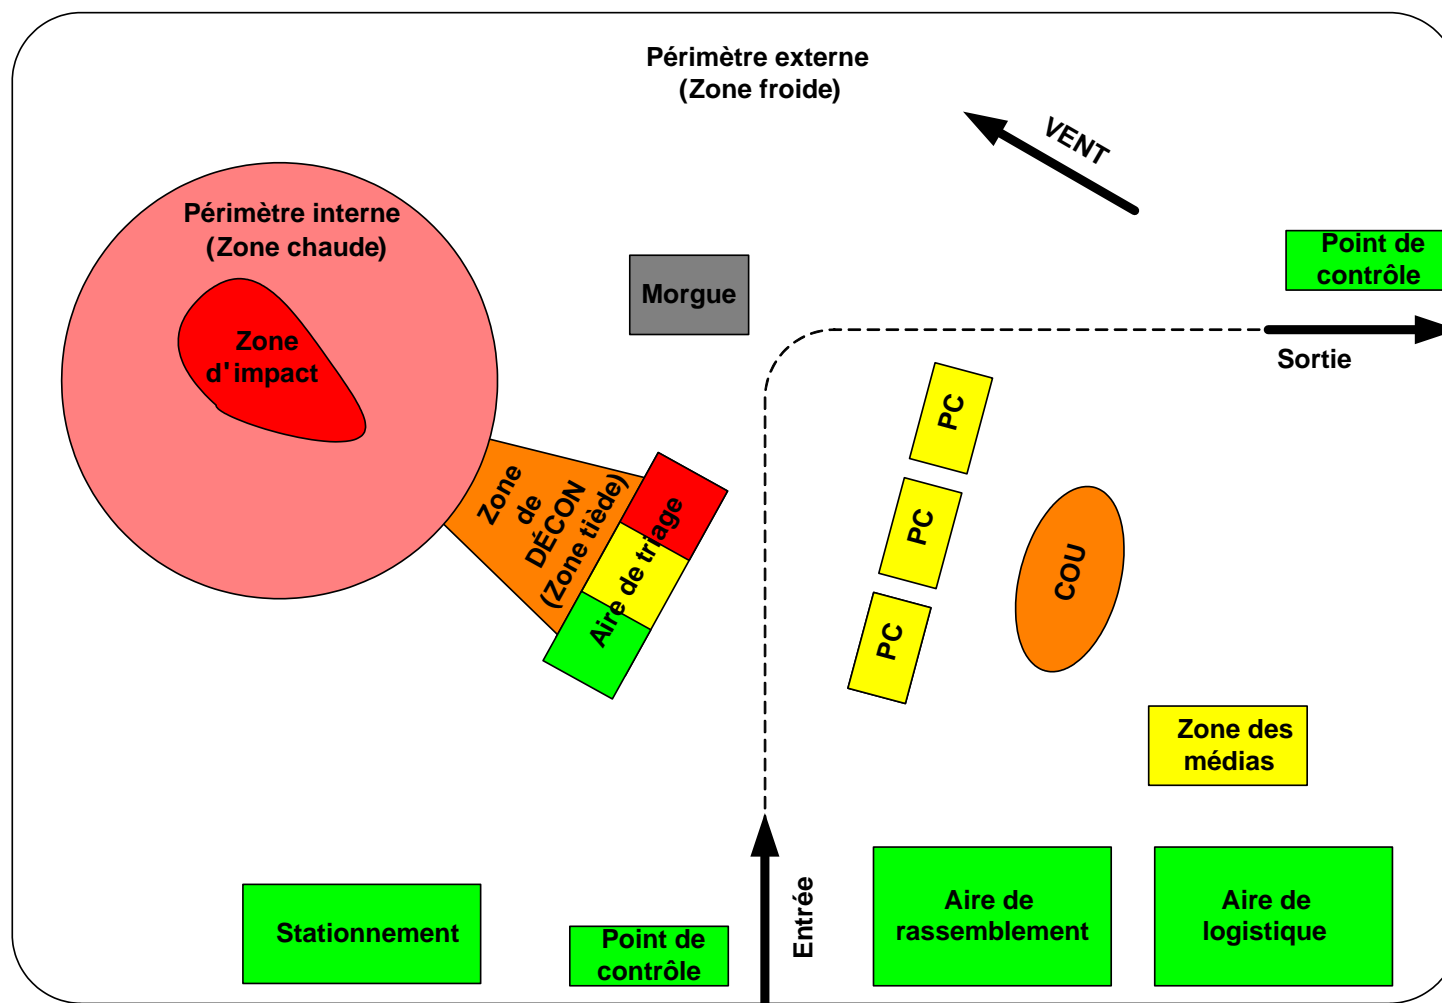 Périmètre externe
(Zone froide)
VENT
Périmètre interne
(Zone chaude)
Point de
contrôle
Morgue
Zone
d'impact
Sortie
PC
Zone
de
DÉCON
(Zone tiède)
Aire de triage
PC
COU
PC
Zone des
médias
Entrée
Aire de
rassemblement
Aire de
logistique
Stationnement
Point de
contrôle